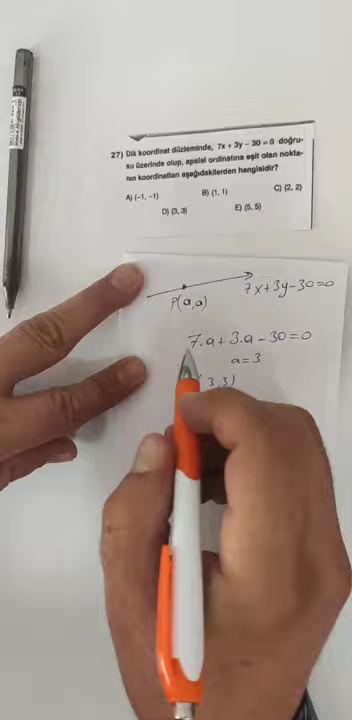 27) Dik koordinat düzleminde, 7x + 3y – 30 = 0 doğru-
su üzerinde olup, apsisi ordinatına eşit olan nokta-
nın koordinatları aşağıdakilerden hangisidir?
A) (–1, –1) B) (1, 1) C) (2, 2)
D) (3, 3) E) (5, 5)
7x+3y-30=0
P(a,a)
7.a+3.a-30=0
a=3
(3,3)